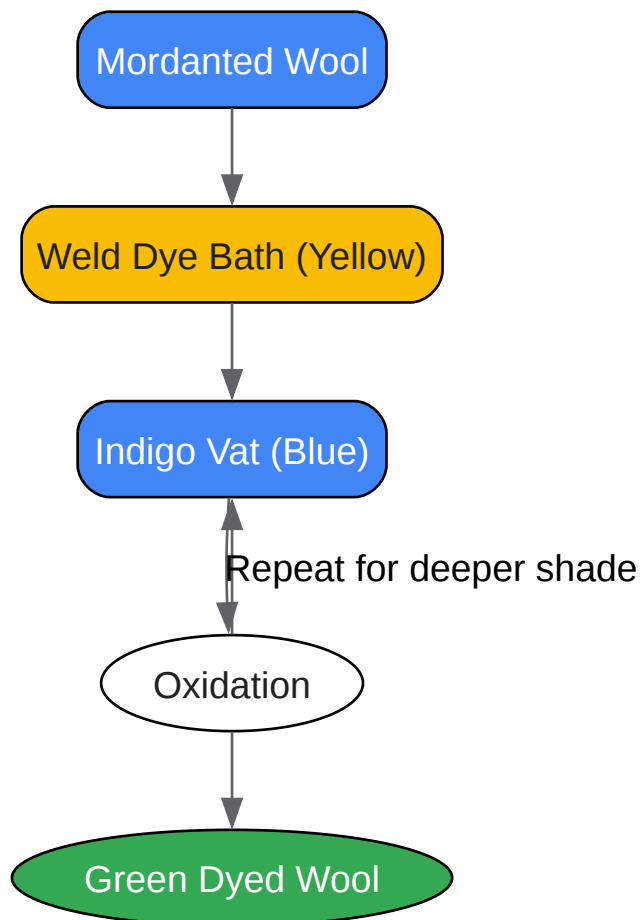 Mordanted Wool
Weld Dye Bath (Yellow)
Indigo Vat (Blue)
Repeat for deeper shade
Oxidation
Green Dyed Wool